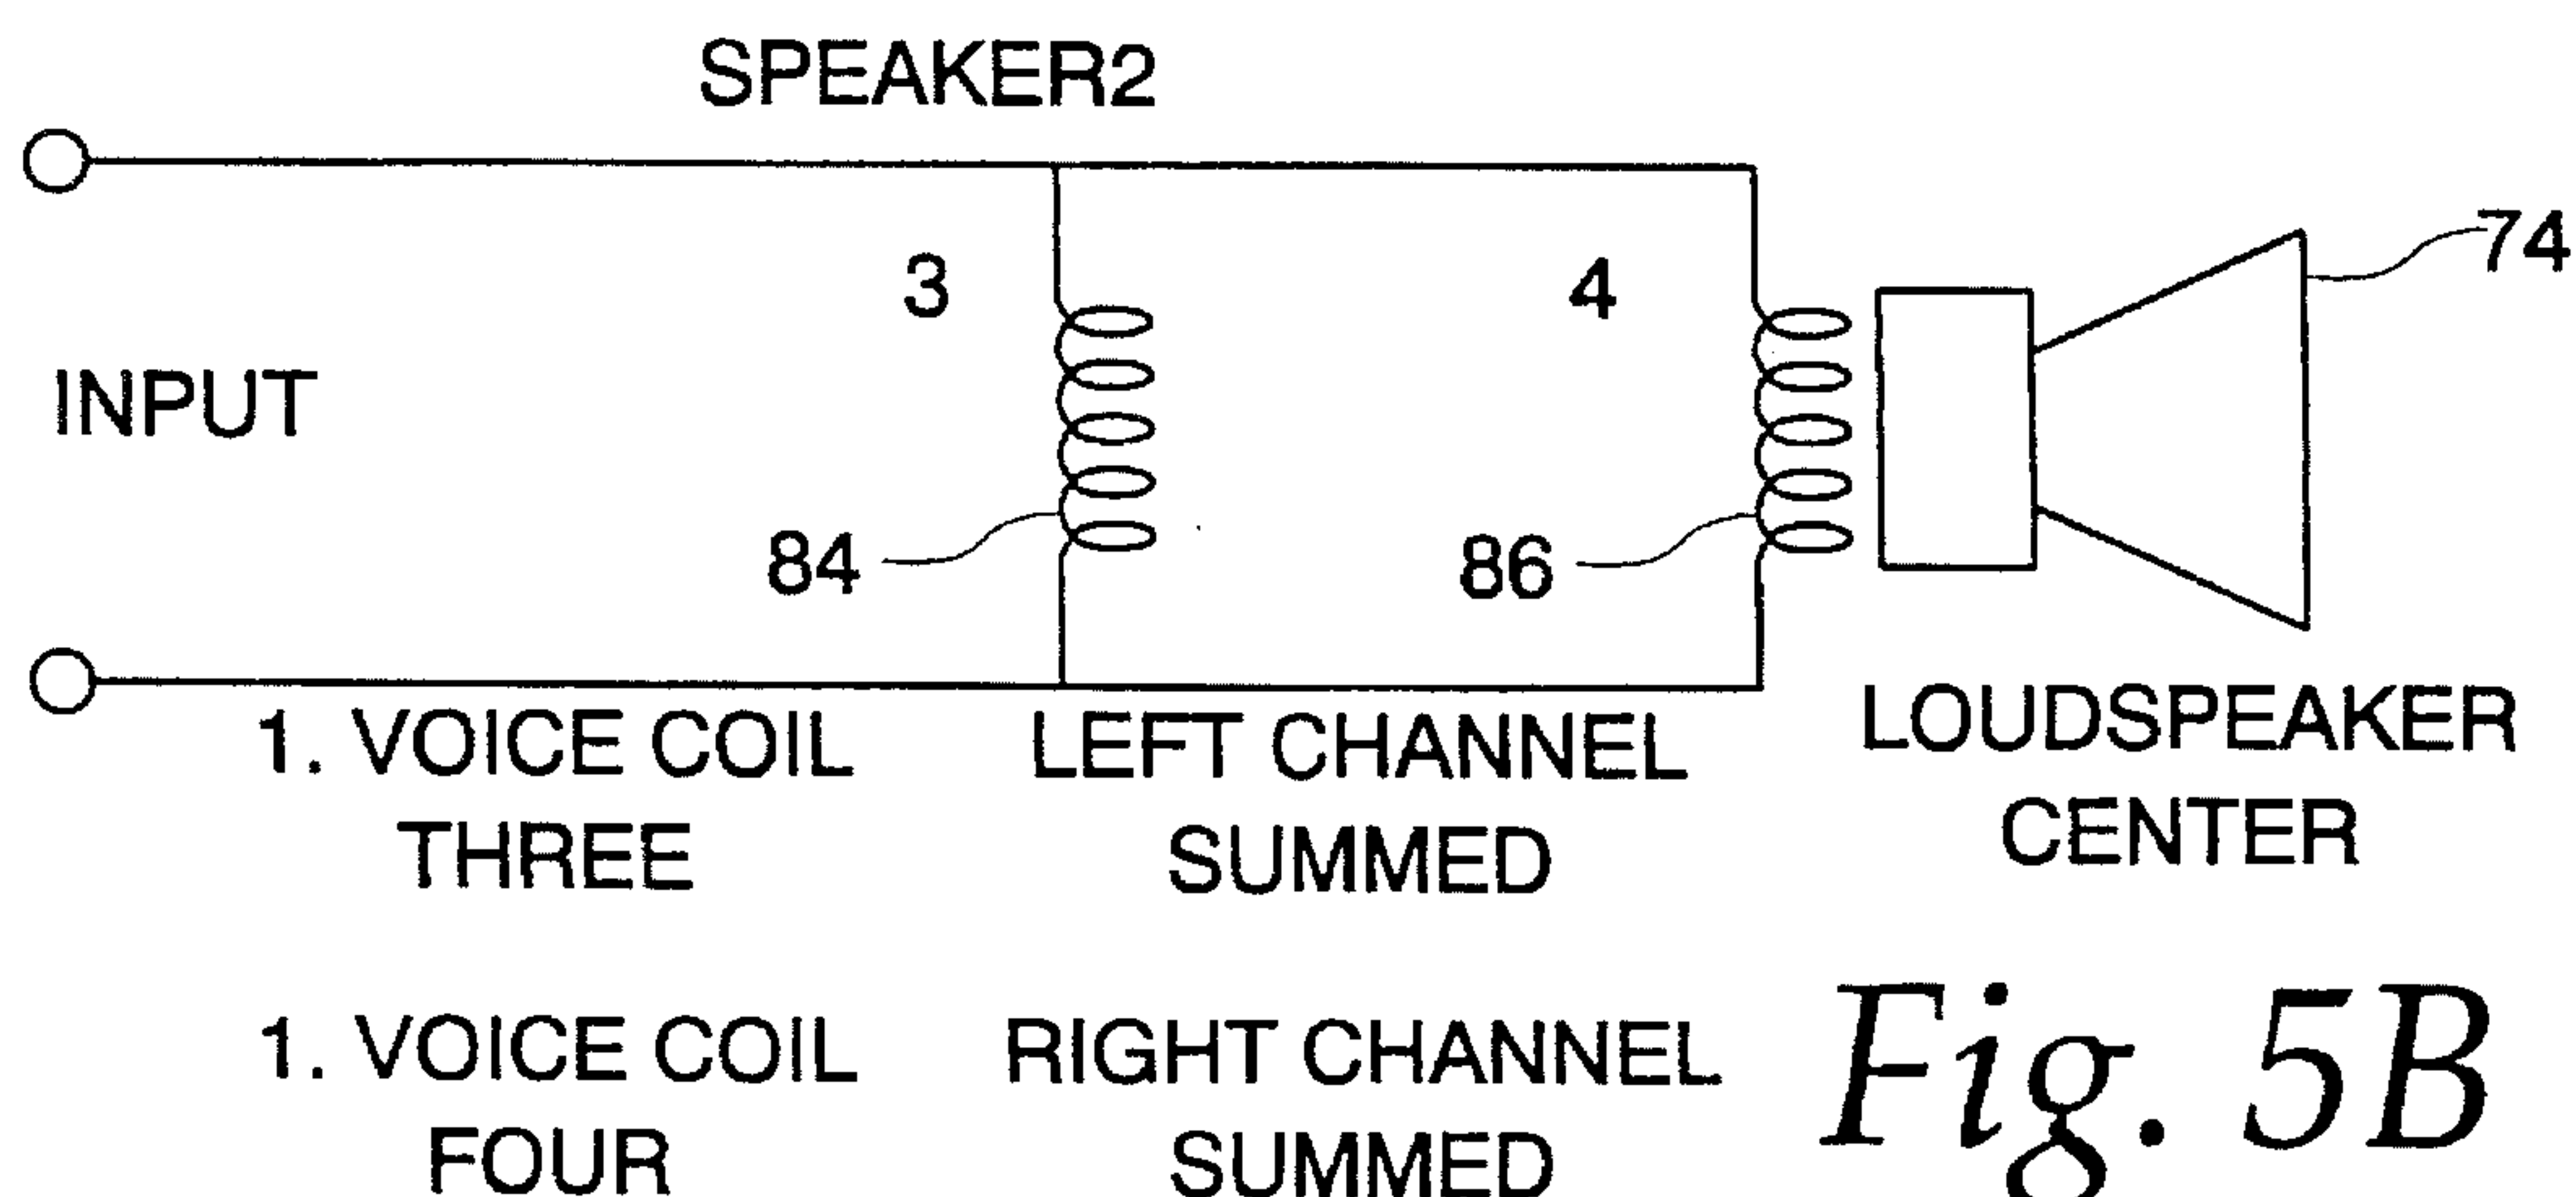 SPEAKER2
3
4
74
INPUT
84
86
1. VOICE COIL
THREE
LEFT CHANNEL
SUMMED
LOUDSPEAKER
CENTER
1. VOICE COIL
FOUR
RIGHT CHANNEL
SUMMED
Fig. 5B